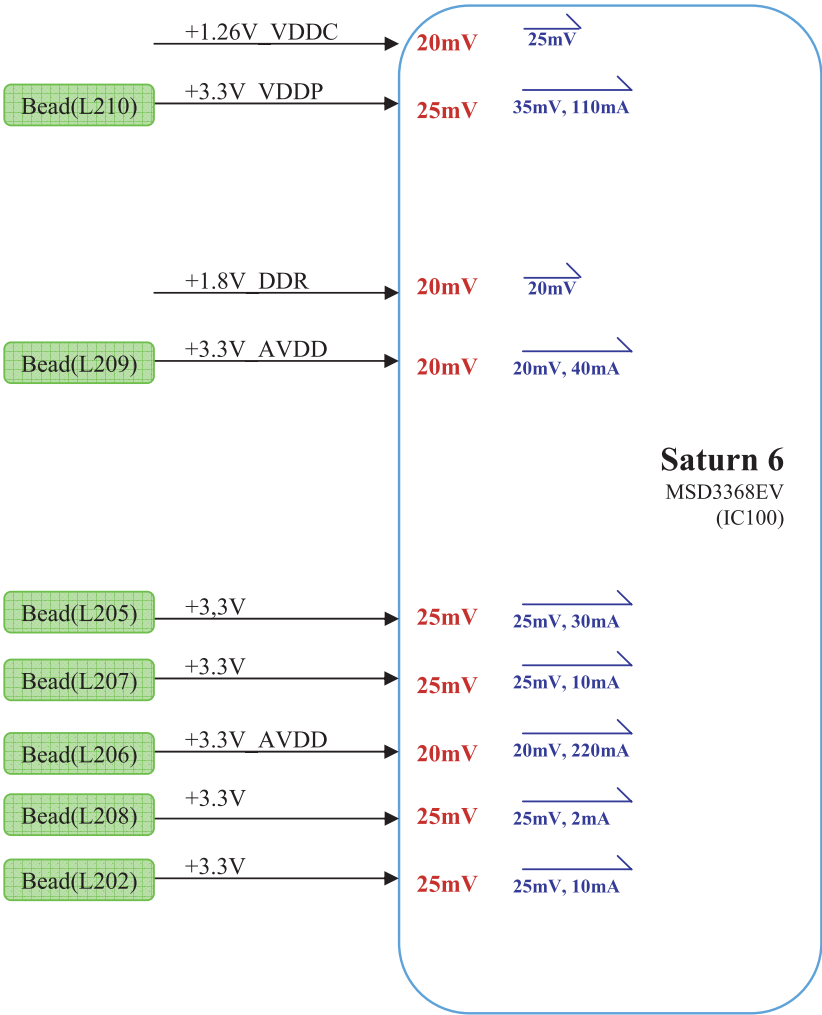 +1.26V_VDDC 20mV 25mV
Bead(L210) +3.3V_VDDP 25mV 35mV, 110mA
+1.8V_DDR 20mV 20mV
Bead(L209) +3.3V_AVDD 20mV 20mV, 40mA
Saturn 6
MSD3368EV
(IC100)
Bead(L205) +3,3V 25mV 25mV, 30mA
Bead(L207) +3.3V 25mV 25mV, 10mA
Bead(L206) +3.3V_AVDD 20mV 20mV, 220mA
Bead(L208) +3.3V 25mV 25mV, 2mA
Bead(L202) +3.3V 25mV 25mV, 10mA